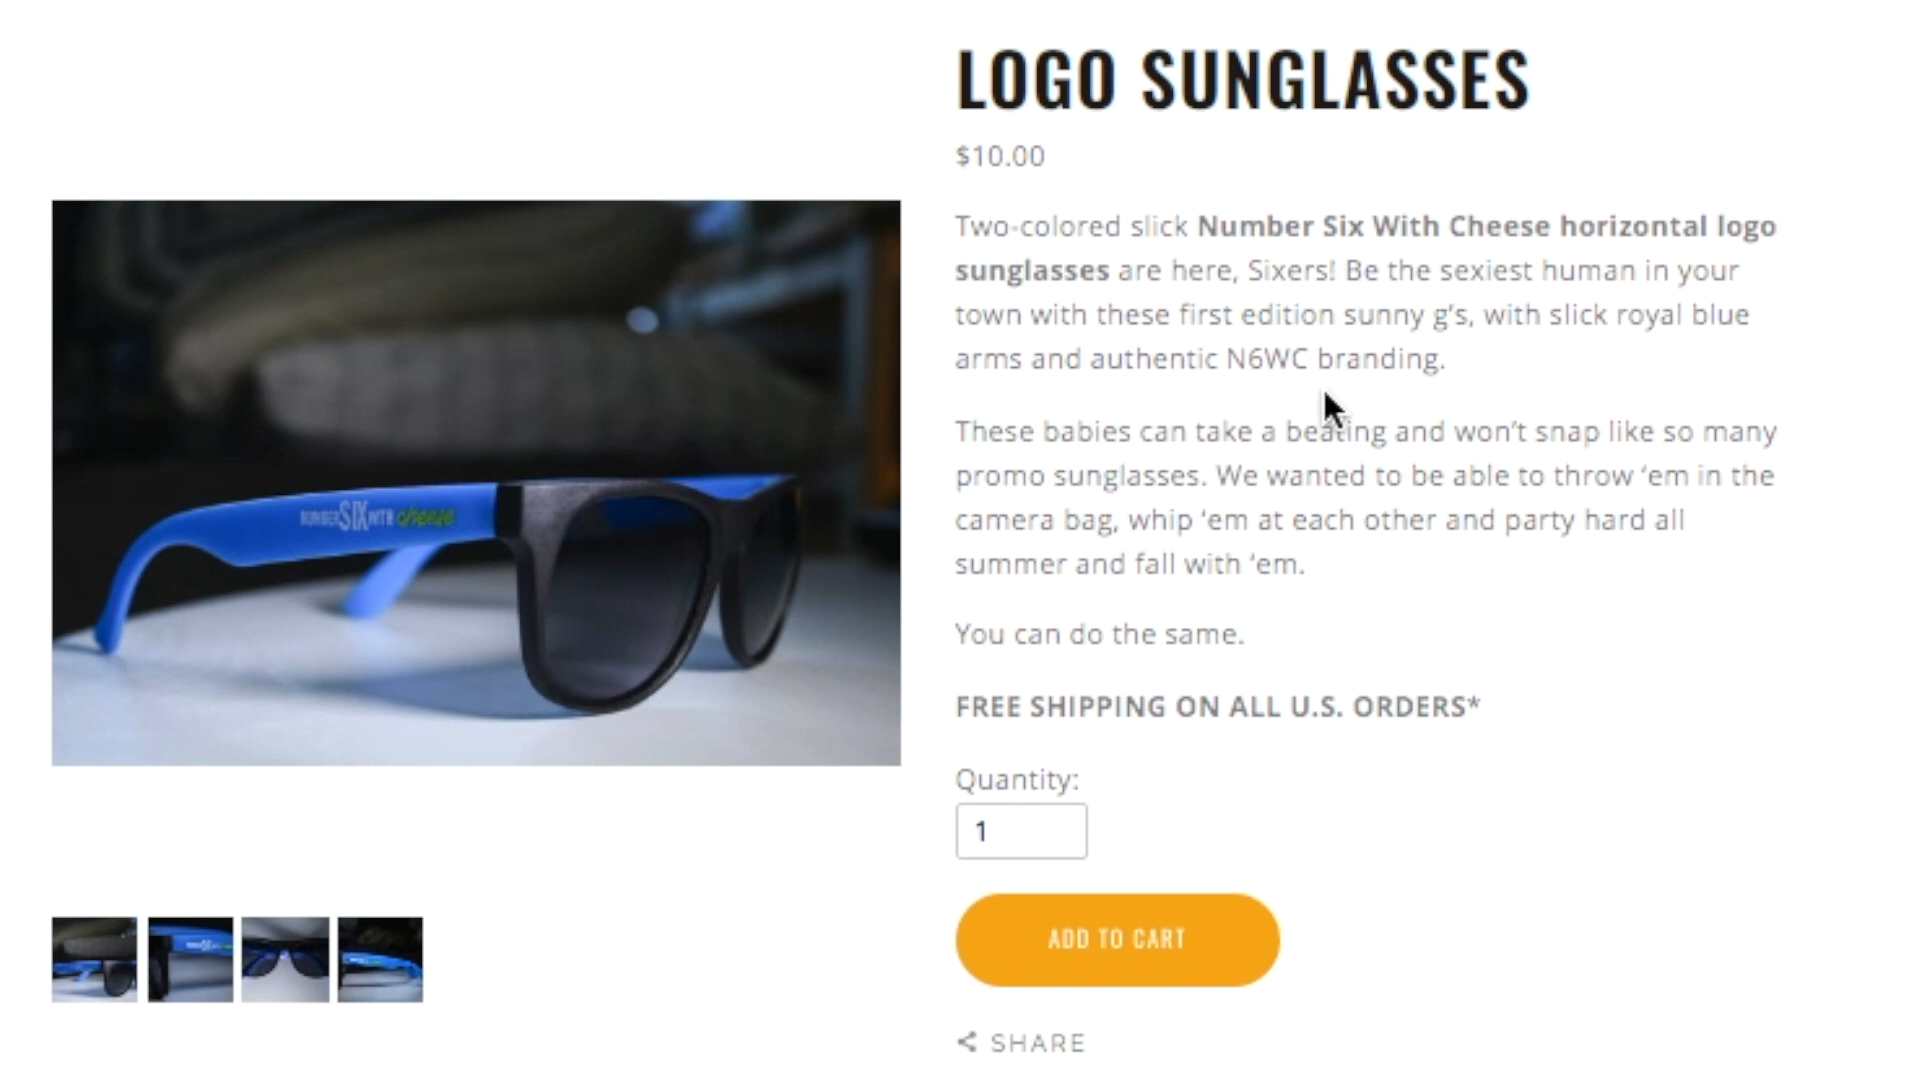 LOGO SUNGLASSES
$10.00
Two-colored slick Number Six With Cheese horizontal logo
sunglasses are here, Sixers! Be the sexiest human in your
town with these first edition sunny g’s, with slick royal blue
arms and authentic N6WC branding.
These babies can take a beating and won’t snap like so many
promo sunglasses. We wanted to be able to throw ‘em in the
camera bag, whip ‘em at each other and party hard all
summer and fall with ‘em.
NUMBER SIX WITH cheese
You can do the same.
FREE SHIPPING ON ALL U.S. ORDERS*
Quantity:
1
ADD TO CART
SHARE